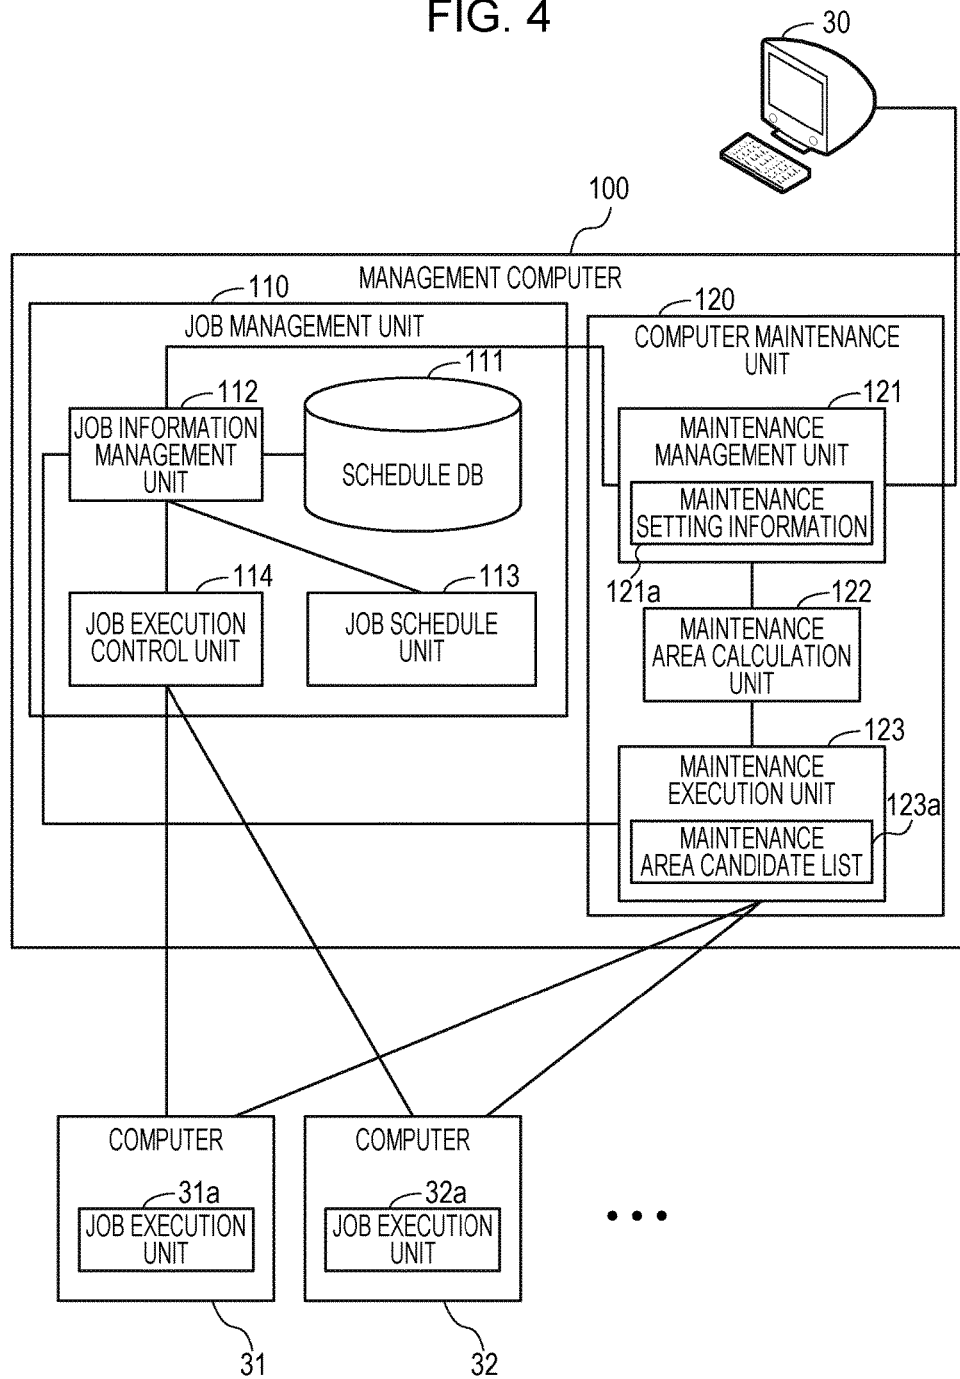 FIG. 4
30
100
MANAGEMENT COMPUTER
110
JOB MANAGEMENT UNIT
120
COMPUTER MAINTENANCE
UNIT
111
SCHEDULE DB
112
JOB INFORMATION
MANAGEMENT
UNIT
121
MAINTENANCE
MANAGEMENT UNIT
MAINTENANCE
SETTING INFORMATION
121a
114
JOB EXECUTION
CONTROL UNIT
113
JOB SCHEDULE
UNIT
122
MAINTENANCE
AREA CALCULATION
UNIT
123
MAINTENANCE
EXECUTION UNIT
123a
MAINTENANCE
AREA CANDIDATE LIST
COMPUTER
31a
JOB EXECUTION
UNIT
31
COMPUTER
32a
JOB EXECUTION
UNIT
32
• • •